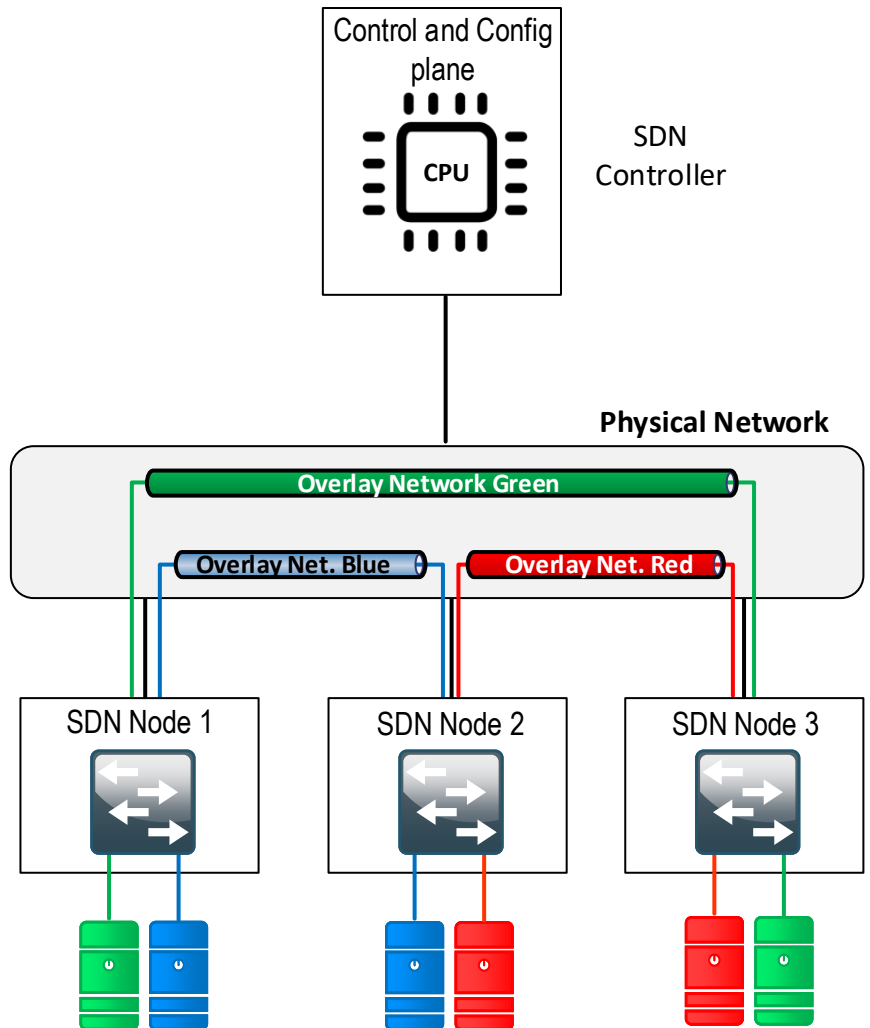 Control and Config
plane
CPU
SDN
Controller
Physical Network
Overlay Network Green
Overlay Net. Blue
Overlay Net. Red
SDN Node 1
SDN Node 2
SDN Node 3